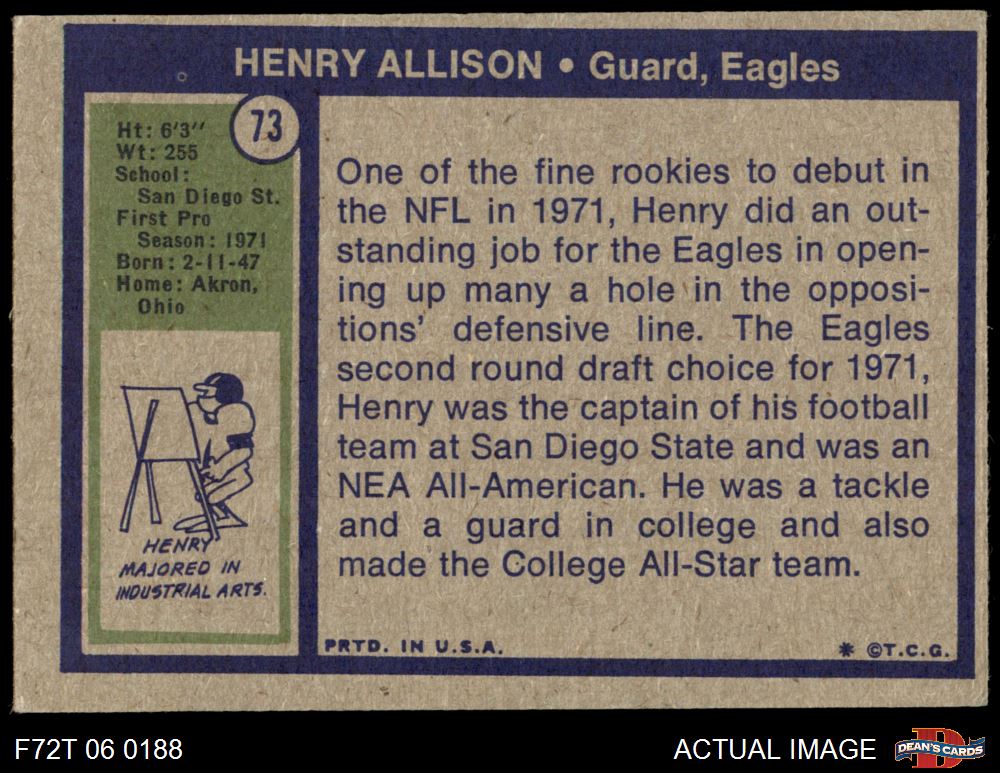 HENRY ALLISON • Guard, Eagles
73
Ht: 6'3''
Wt: 255
School:
San Diego St.
First Pro
Season: 1971
Born: 2-11-47
Home: Akron,
Ohio
HENRY
MAJORED IN
INDUSTRIAL ARTS.
One of the fine rookies to debut in
the NFL in 1971, Henry did an out-
standing job for the Eagles in open-
ing up many a hole in the opposi-
tions' defensive line. The Eagles
second round draft choice for 1971,
Henry was the captain of his football
team at San Diego State and was an
NEA All-American. He was a tackle
and a guard in college and also
made the College All-Star team.
PRTD. IN U.S.A.
* ©T.C.G.
F72T 06 0188
ACTUAL IMAGE
D
DEAN'S CARDS